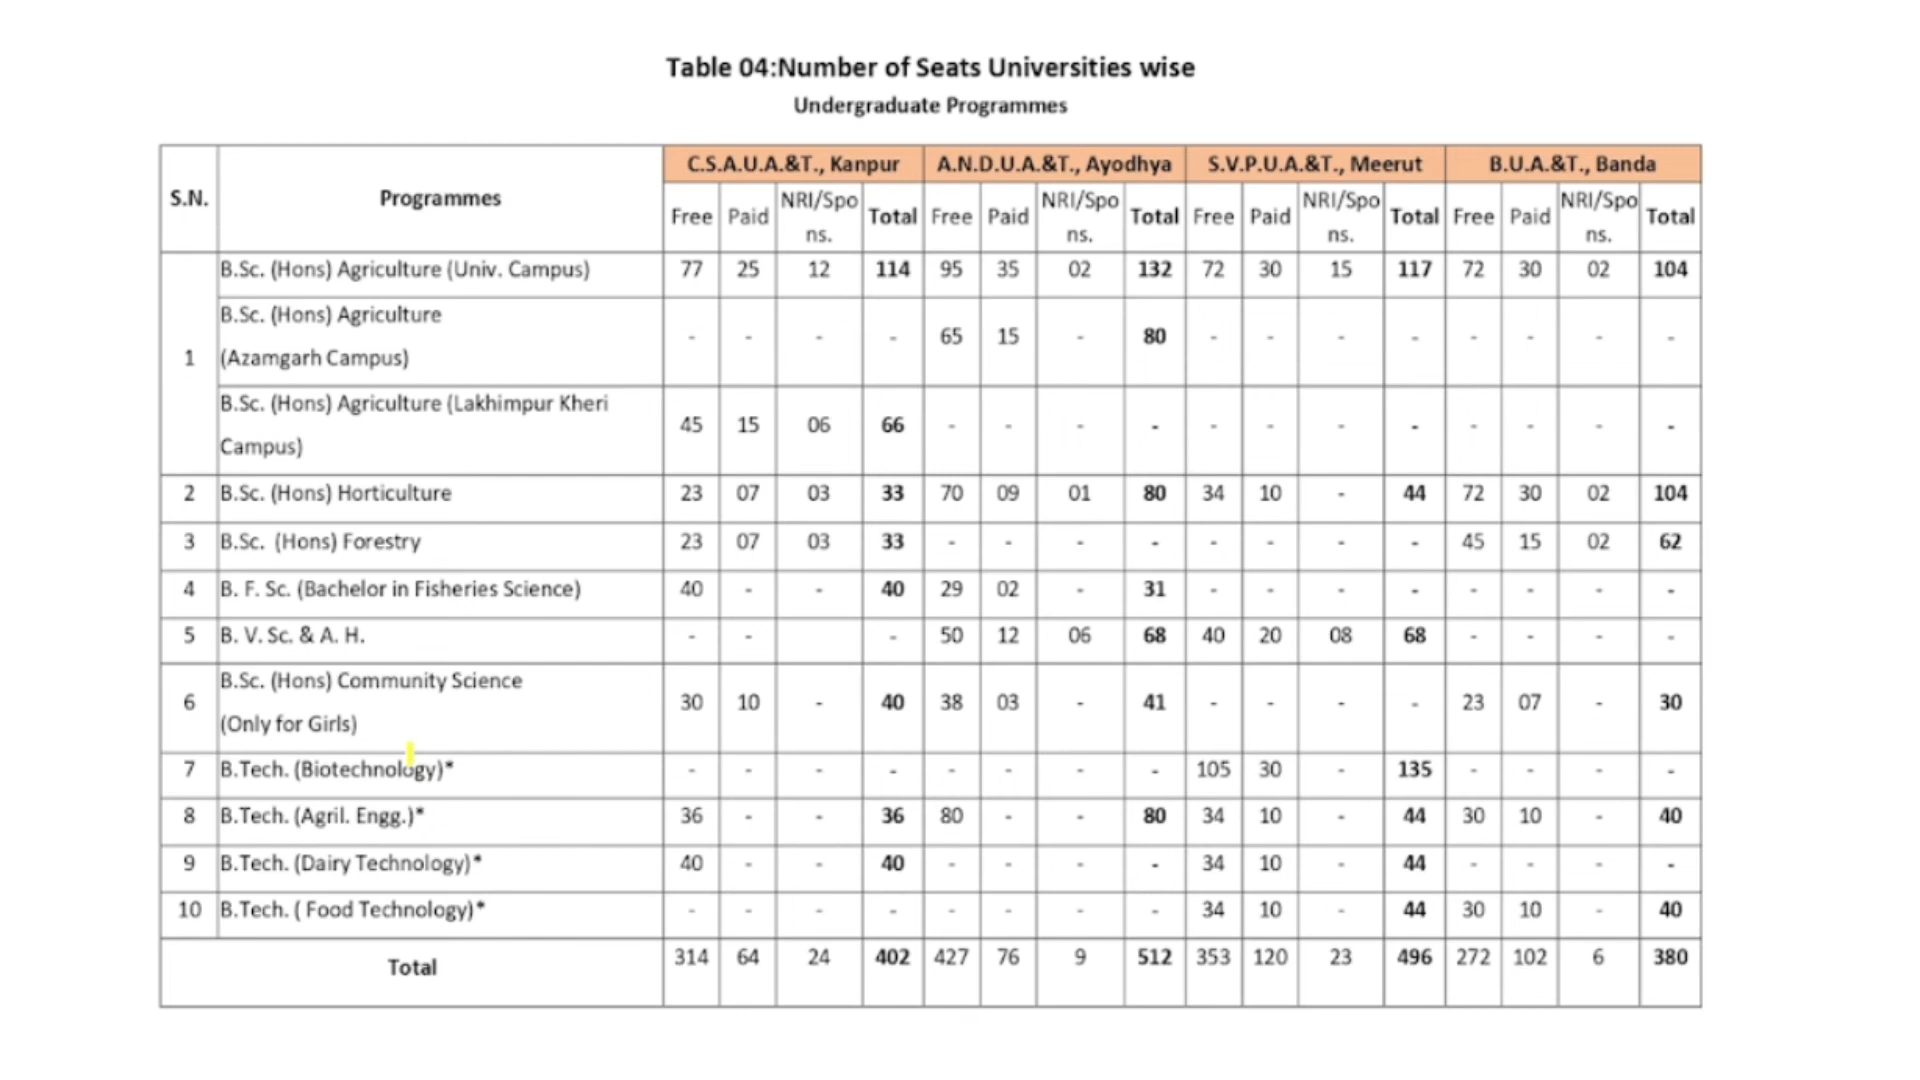 Table 04:Number of Seats Universities wise
Undergraduate Programmes
S.N. Programmes C.S.A.U.A.&T., Kanpur A.N.D.U.A.&T., Ayodhya S.V.P.U.A.&T., Meerut B.U.A.&T., Banda
Free Paid NRI/Spo ns. Total Free Paid NRI/Spo ns. Total Free Paid NRI/Spo ns. Total Free Paid NRI/Spo ns. Total
1 B.Sc. (Hons) Agriculture (Univ. Campus) 77 25 12 114 95 35 02 132 72 30 15 117 72 30 02 104
B.Sc. (Hons) Agriculture
(Azamgarh Campus) - - - - 65 15 - 80 - - - - - - - -
B.Sc. (Hons) Agriculture (Lakhimpur Kheri
Campus) 45 15 06 66 - - - - - - - - - - - -
2 B.Sc. (Hons) Horticulture 23 07 03 33 70 09 01 80 34 10 - 44 72 30 02 104
3 B.Sc. (Hons) Forestry 23 07 03 33 - - - - - - - - 45 15 02 62
4 B. F. Sc. (Bachelor in Fisheries Science) 40 - - 40 29 02 - 31 - - - - - - - -
5 B. V. Sc. & A. H. - - - 50 12 06 68 40 20 08 68 - - - -
6 B.Sc. (Hons) Community Science
(Only for Girls) 30 10 - 40 38 03 - 41 - - - - 23 07 - 30
7 B.Tech. (Biotechnology)* - - - - - - - - 105 30 - 135 - - - -
8 B.Tech. (Agril. Engg.)* 36 - - 36 80 - - 80 34 10 - 44 30 10 - 40
9 B.Tech. (Dairy Technology)* 40 - - 40 - - - - 34 10 - 44 - - - -
10 B.Tech. ( Food Technology)* - - - - - - - - 34 10 - 44 30 10 - 40
Total 314 64 24 402 427 76 9 512 353 120 23 496 272 102 6 380